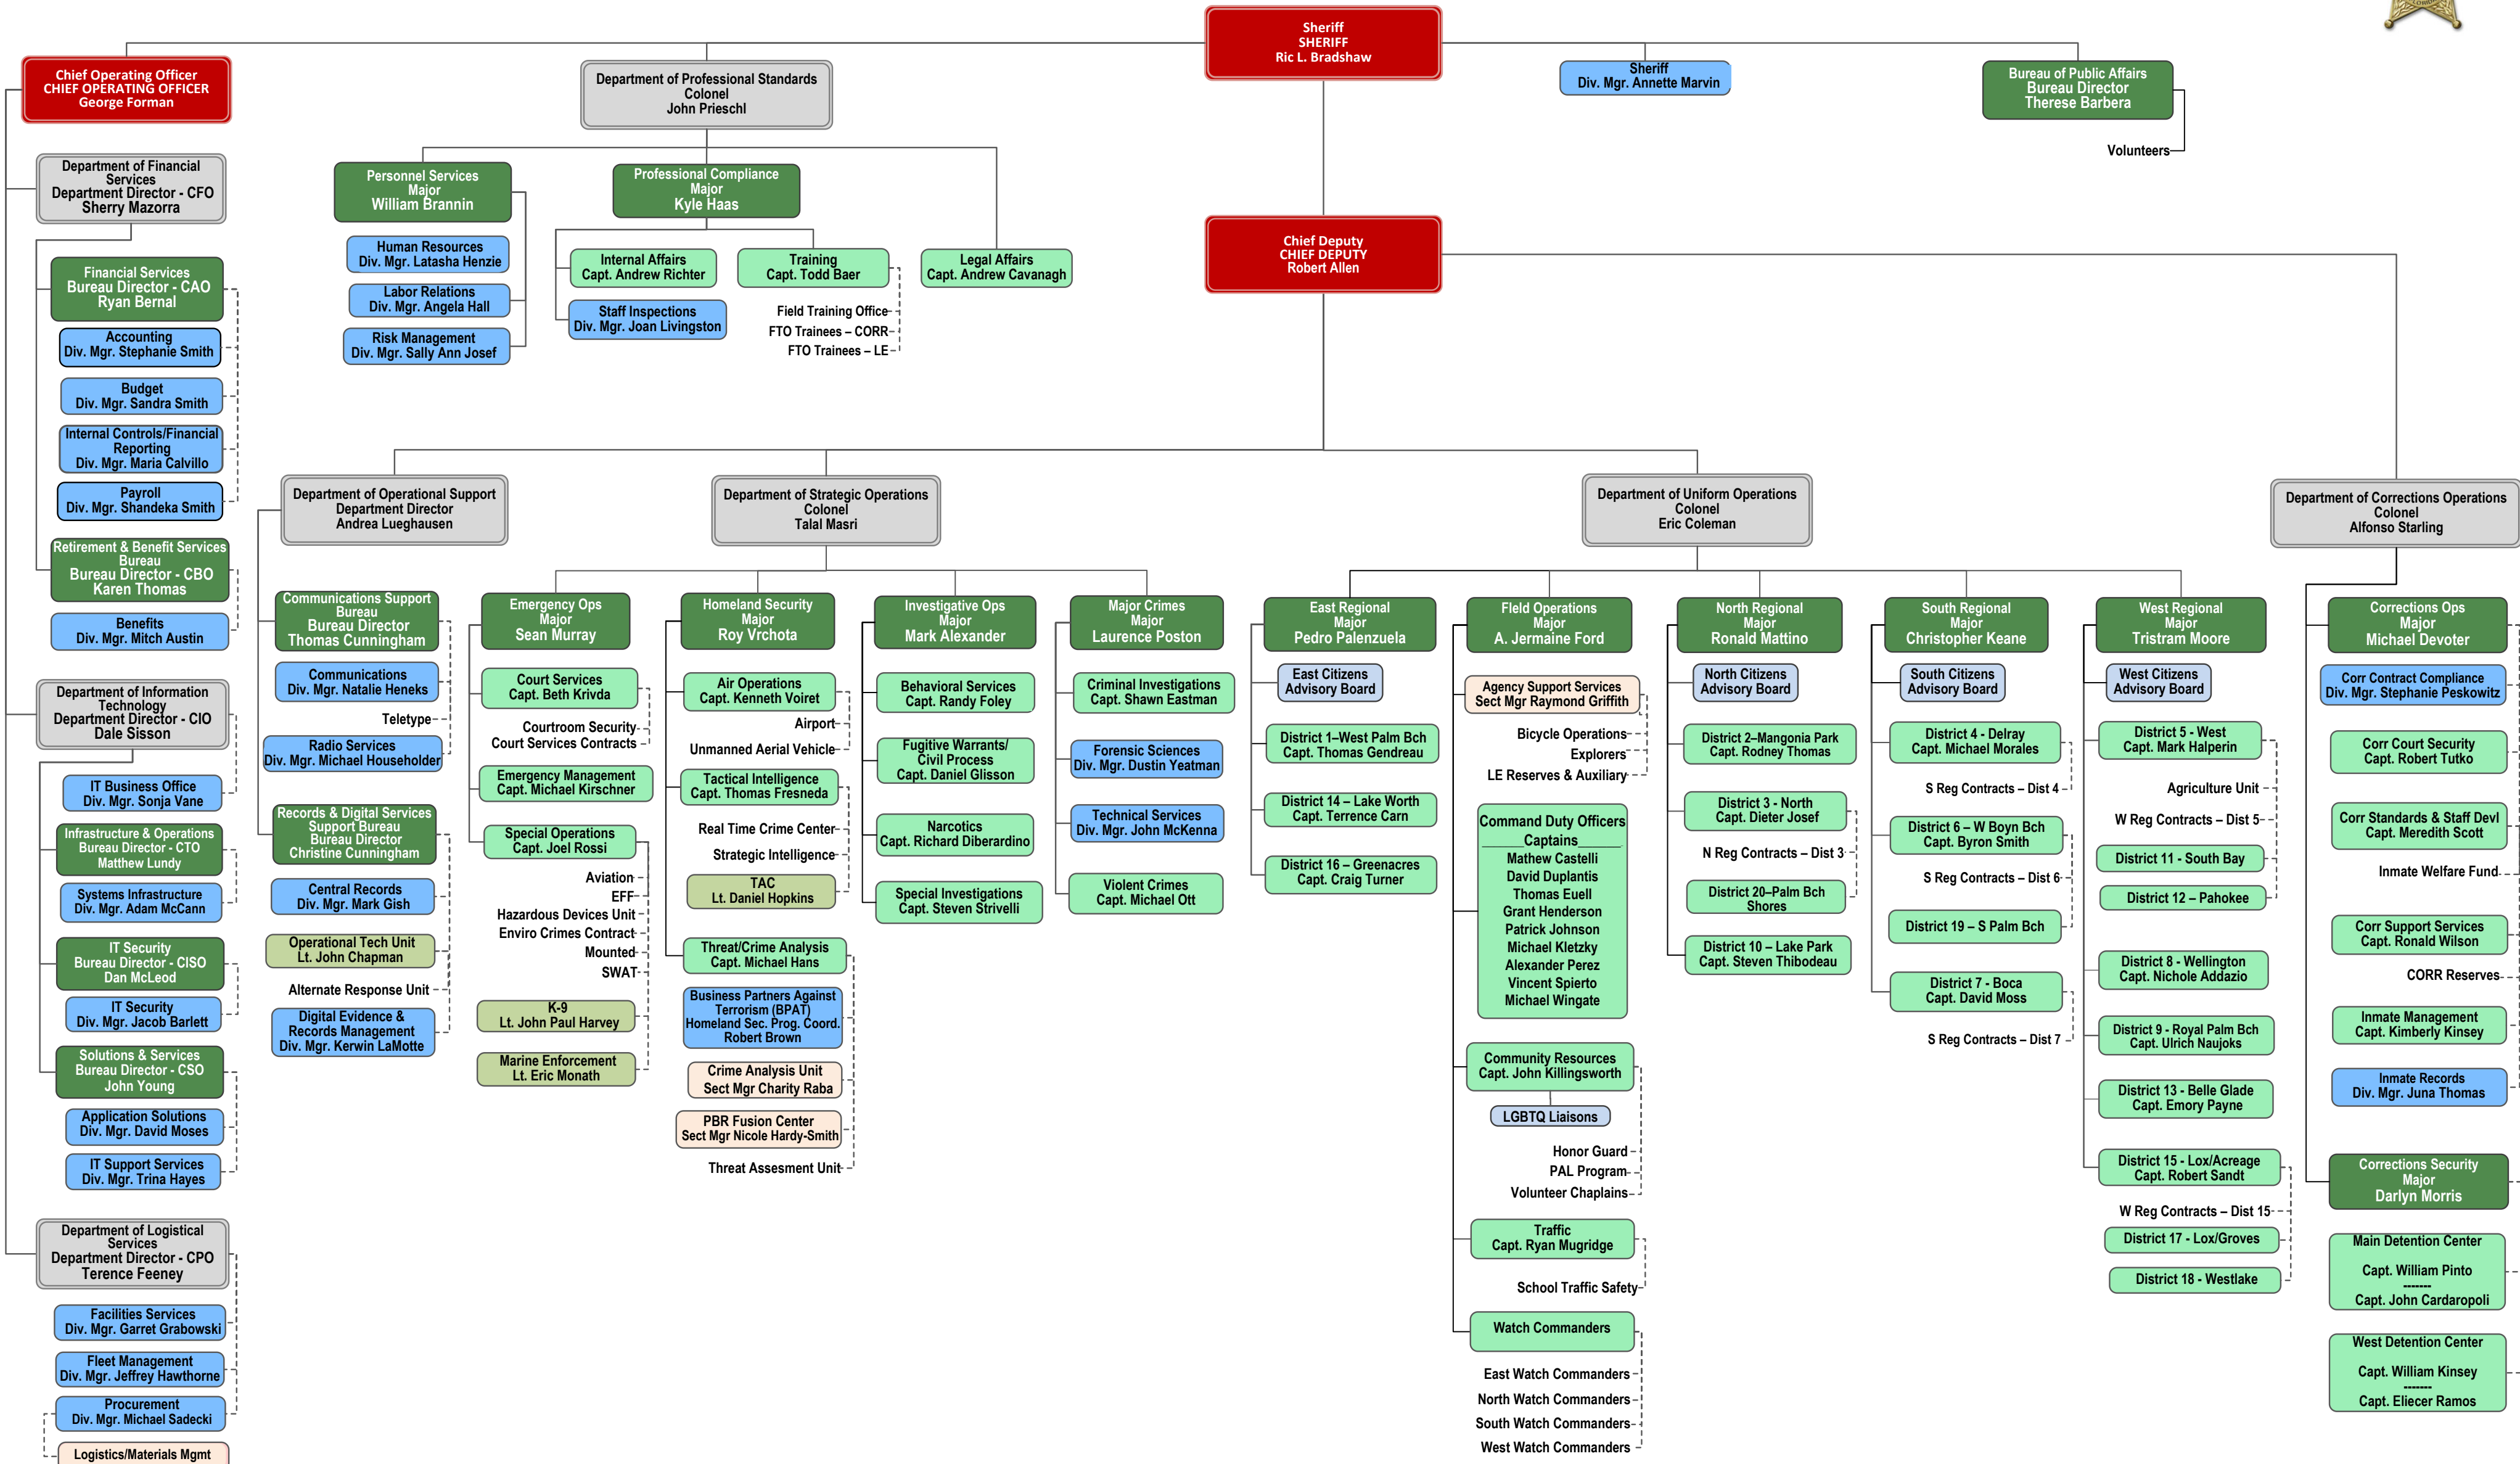 Sheriff
SHERIFF
Ric L. Bradshaw
Chief Operating Officer
CHIEF OPERATING OFFICER
George Forman
Department of Professional Standards
Colonel
John Prieschl
Sheriff
Div. Mgr. Annette Marvin
Bureau of Public Affairs
Bureau Director
Therese Barbera
Volunteers
Department of Financial
Services
Department Director - CFO
Sherry Mazorra
Financial Services
Bureau Director - CAO
Ryan Bernal
Accounting
Div. Mgr. Stephanie Smith
Budget
Div. Mgr. Sandra Smith
Internal Controls/Financial
Reporting
Div. Mgr. Maria Calvillo
Payroll
Div. Mgr. Shandeka Smith
Retirement & Benefit Services
Bureau
Bureau Director - CBO
Karen Thomas
Benefits
Div. Mgr. Mitch Austin
Department of Information
Technology
Department Director - CIO
Dale Sisson
IT Business Office
Div. Mgr. Sonja Vane
Infrastructure & Operations
Bureau Director - CTO
Matthew Lundy
Systems Infrastructure
Div. Mgr. Adam McCann
IT Security
Bureau Director - CISO
Dan McLeod
IT Security
Div. Mgr. Jacob Barlett
Solutions & Services
Bureau Director - CSO
John Young
Application Solutions
Div. Mgr. David Moses
IT Support Services
Div. Mgr. Trina Hayes
Department of Logistical
Services
Department Director - CPO
Terence Feeney
Facilities Services
Div. Mgr. Garret Grabowski
Fleet Management
Div. Mgr. Jeffrey Hawthorne
Procurement
Div. Mgr. Michael Sadecki
Logistics/Materials Mgmt
Personnel Services
Major
William Brannin
Human Resources
Div. Mgr. Latasha Henzie
Labor Relations
Div. Mgr. Angela Hall
Risk Management
Div. Mgr. Sally Ann Josef
Professional Compliance
Major
Kyle Haas
Internal Affairs
Capt. Andrew Richter
Staff Inspections
Div. Mgr. Joan Livingston
Training
Capt. Todd Baer
Field Training Office
FTO Trainees – CORR
FTO Trainees – LE
Legal Affairs
Capt. Andrew Cavanagh
Chief Deputy
CHIEF DEPUTY
Robert Allen
Department of Operational Support
Department Director
Andrea Lueghausen
Communications Support
Bureau
Bureau Director
Thomas Cunningham
Communications
Div. Mgr. Natalie Heneks
Teletype
Radio Services
Div. Mgr. Michael Householder
Records & Digital Services
Support Bureau
Bureau Director
Christine Cunningham
Central Records
Div. Mgr. Mark Gish
Operational Tech Unit
Lt. John Chapman
Alternate Response Unit
Digital Evidence &
Records Management
Div. Mgr. Kerwin LaMotte
Department of Strategic Operations
Colonel
Talal Masri
Emergency Ops
Major
Sean Murray
Court Services
Capt. Beth Krivda
Courtroom Security
Court Services Contracts
Emergency Management
Capt. Michael Kirschner
Special Operations
Capt. Joel Rossi
Aviation
EFF
Hazardous Devices Unit
Enviro Crimes Contract
Mounted
SWAT
K-9
Lt. John Paul Harvey
Marine Enforcement
Lt. Eric Monath
Homeland Security
Major
Roy Vrchota
Air Operations
Capt. Kenneth Voiret
Airport
Unmanned Aerial Vehicle
Tactical Intelligence
Capt. Thomas Fresneda
Real Time Crime Center
Strategic Intelligence
TAC
Lt. Daniel Hopkins
Threat/Crime Analysis
Capt. Michael Hans
Business Partners Against
Terrorism (BPAT)
Homeland Sec. Prog. Coord.
Robert Brown
Crime Analysis Unit
Sect Mgr Charity Raba
PBR Fusion Center
Sect Mgr Nicole Hardy-Smith
Threat Assesment Unit
Investigative Ops
Major
Mark Alexander
Behavioral Services
Capt. Randy Foley
Fugitive Warrants/
Civil Process
Capt. Daniel Glisson
Narcotics
Capt. Richard Diberardino
Special Investigations
Capt. Steven Strivelli
Major Crimes
Major
Laurence Poston
Criminal Investigations
Capt. Shawn Eastman
Forensic Sciences
Div. Mgr. Dustin Yeatman
Technical Services
Div. Mgr. John McKenna
Violent Crimes
Capt. Michael Ott
Department of Uniform Operations
Colonel
Eric Coleman
East Regional
Major
Pedro Palenzuela
East Citizens
Advisory Board
District 1–West Palm Bch
Capt. Thomas Gendreau
District 14 – Lake Worth
Capt. Terrence Carn
District 16 – Greenacres
Capt. Craig Turner
FIeld Operations
Major
A. Jermaine Ford
Agency Support Services
Sect Mgr Raymond Griffith
Bicycle Operations
Explorers
LE Reserves & Auxiliary
Command Duty Officers
Captains
Mathew Castelli
David Duplantis
Thomas Euell
Grant Henderson
Patrick Johnson
Michael Kletzky
Alexander Perez
Vincent Spierto
Michael Wingate
Community Resources
Capt. John Killingsworth
LGBTQ Liaisons
Honor Guard
PAL Program
Volunteer Chaplains
Traffic
Capt. Ryan Mugridge
School Traffic Safety
Watch Commanders
East Watch Commanders
North Watch Commanders
South Watch Commanders
West Watch Commanders
North Regional
Major
Ronald Mattino
North Citizens
Advisory Board
District 2–Mangonia Park
Capt. Rodney Thomas
District 3 - North
Capt. Dieter Josef
N Reg Contracts – Dist 3
District 20–Palm Bch
Shores
District 10 – Lake Park
Capt. Steven Thibodeau
South Regional
Major
Christopher Keane
South Citizens
Advisory Board
District 4 - Delray
Capt. Michael Morales
S Reg Contracts – Dist 4
District 6 – W Boyn Bch
Capt. Byron Smith
S Reg Contracts – Dist 6
District 19 – S Palm Bch
District 7 - Boca
Capt. David Moss
S Reg Contracts – Dist 7
West Regional
Major
Tristram Moore
West Citizens
Advisory Board
District 5 - West
Capt. Mark Halperin
Agriculture Unit
W Reg Contracts – Dist 5
District 11 - South Bay
District 12 – Pahokee
District 8 - Wellington
Capt. Nichole Addazio
District 9 - Royal Palm Bch
Capt. Ulrich Naujoks
District 13 - Belle Glade
Capt. Emory Payne
District 15 - Lox/Acreage
Capt. Robert Sandt
W Reg Contracts – Dist 15
District 17 - Lox/Groves
District 18 - Westlake
Department of Corrections Operations
Colonel
Alfonso Starling
Corrections Ops
Major
Michael Devoter
Corr Contract Compliance
Div. Mgr. Stephanie Peskowitz
Corr Court Security
Capt. Robert Tutko
Corr Standards & Staff Devl
Capt. Meredith Scott
Inmate Welfare Fund
Corr Support Services
Capt. Ronald Wilson
CORR Reserves
Inmate Management
Capt. Kimberly Kinsey
Inmate Records
Div. Mgr. Juna Thomas
Corrections Security
Major
Darlyn Morris
Main Detention Center
Capt. William Pinto
-------
Capt. John Cardaropoli
West Detention Center
Capt. William Kinsey
-------
Capt. Eliecer Ramos